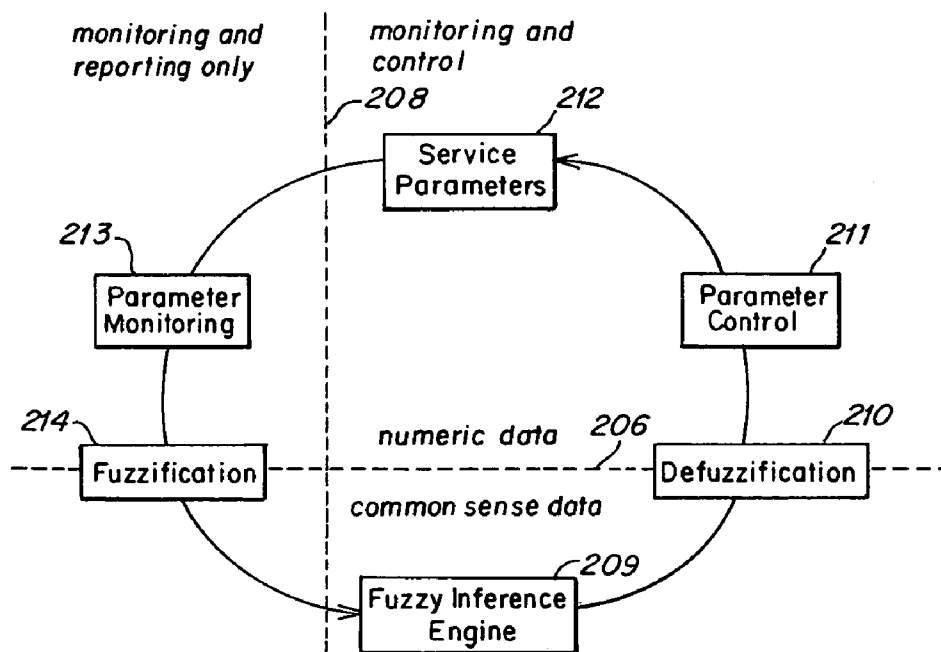 monitoring and
reporting only
monitoring and
control
208
212
Service
Parameters
213
211
Parameter
Monitoring
Parameter
Control
214
numeric data
206
210
Fuzzification
Defuzzification
common sense data
209
Fuzzy Inference
Engine